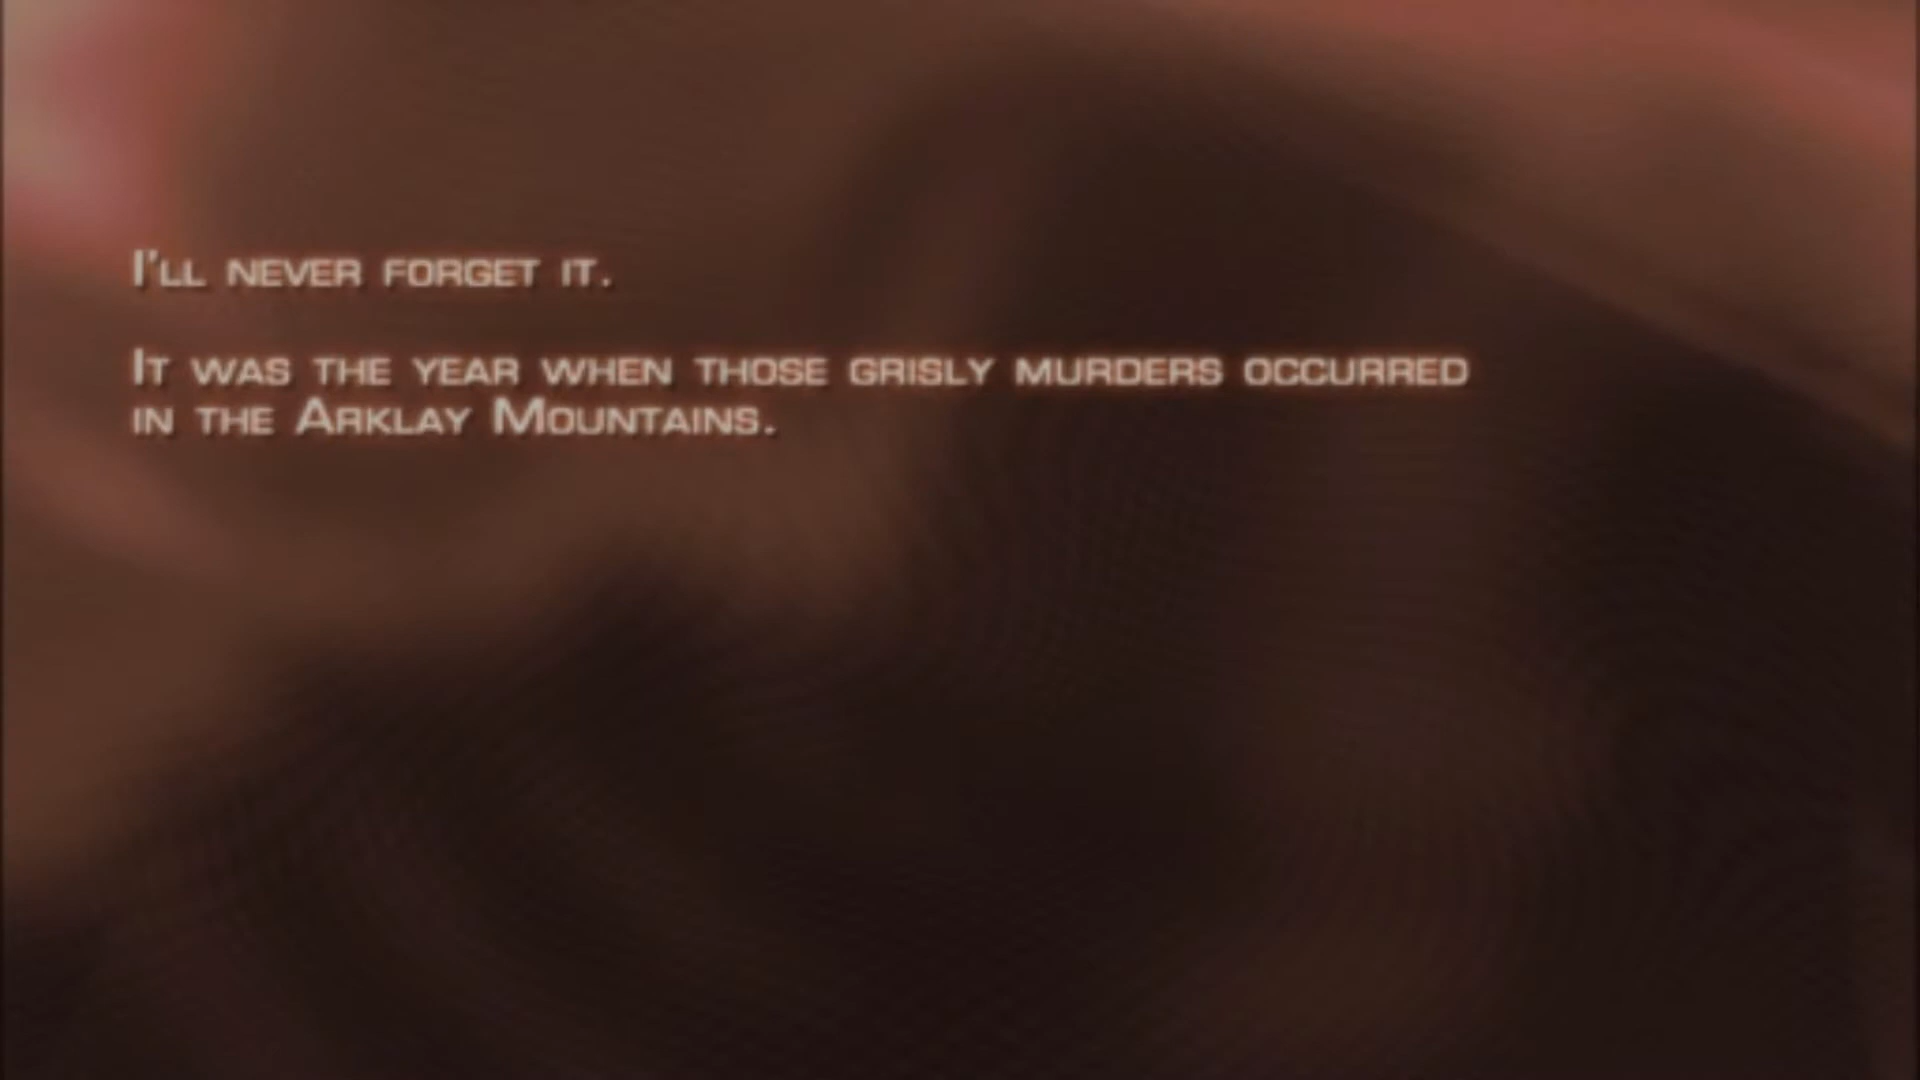 I'll never forget it.
It was the year when those grisly murders occurred
in the Arklay Mountains.